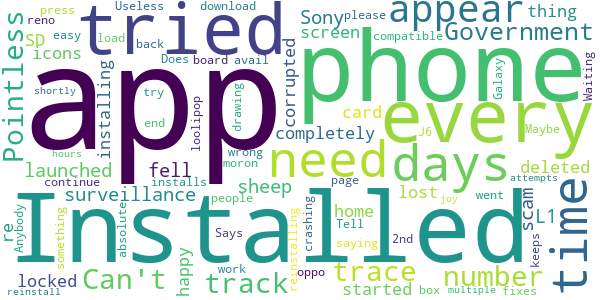 press Useless download tried appear thing
reno please Sony Government
SD easy load back compatible screen
icons Does board avail
Pointless installing app corrupted phone Galaxy Waiting
shortly try loolipop drawing card J6 every
end completely Maybe
launched fell wrong need days deleted
hours moron
continue installs page lost went attempts time
re surveillance sheep
Anybody Installed scam L1
something absolute people home joy
Says Tell 2nd keeps
locked Can't happy work track reinstalling crashing saying trace number
oppo started box fixes
reinstall multiple